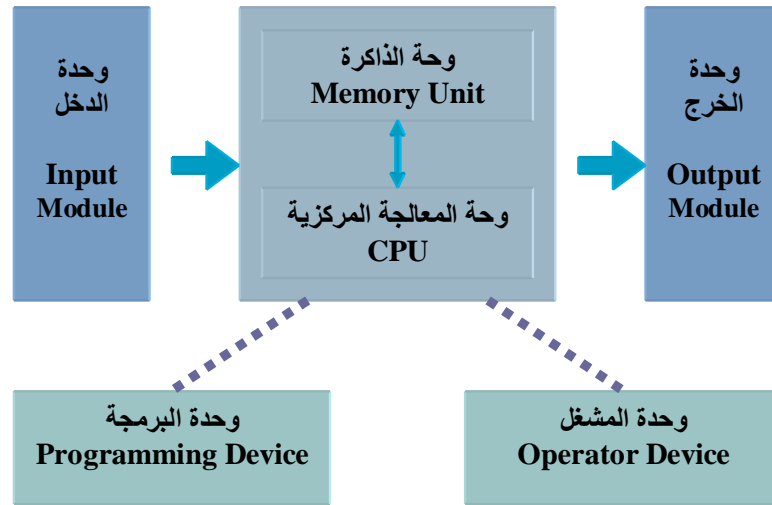 وحدة
الدخل
Input
Module
وحة الذاكرة
Memory Unit
وحة المعالجة المركزية
CPU
وحدة
الخرج
Output
Module
وحدة البرمجة
Programming Device
وحدة المشغل
Operator Device